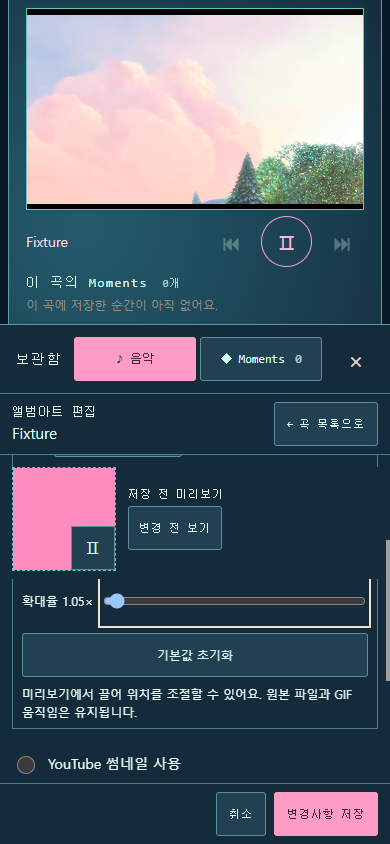 Fixture
이 곡의 Moments 0개
이 곡에 저장한 순간이 아직 없어요.
보관함
♪ 음악
◆ Moments 0
×
앨범아트 편집
Fixture
← 곡 목록으로
저장 전 미리보기
변경 전 보기
확대율 1.05×
기본값 초기화
미리보기에서 끌어 위치를 조절할 수 있어요. 원본 파일과 GIF
움직임은 유지됩니다.
YouTube 썸네일 사용
취소
변경사항 저장